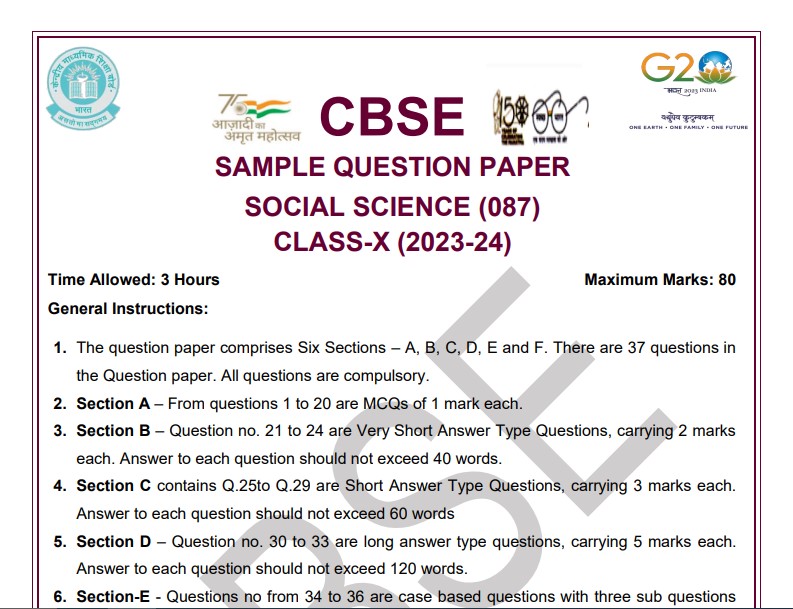 केन्द्रीय माध्यमिक शिक्षा बोर्ड
भारत
असतो मा सद्गमय
आज़ादी का
अमृत महोत्सव
CBSE
G20
भारत 2023 INDIA
वसुधैव कुटुम्बकम्
ONE EARTH • ONE FAMILY • ONE FUTURE
SAMPLE QUESTION PAPER
SOCIAL SCIENCE (087)
CLASS-X (2023-24)
Time Allowed: 3 Hours Maximum Marks: 80
General Instructions:
1. The question paper comprises Six Sections – A, B, C, D, E and F. There are 37 questions in
the Question paper. All questions are compulsory.
2. Section A – From questions 1 to 20 are MCQs of 1 mark each.
3. Section B – Question no. 21 to 24 are Very Short Answer Type Questions, carrying 2 marks
each. Answer to each question should not exceed 40 words.
4. Section C contains Q.25to Q.29 are Short Answer Type Questions, carrying 3 marks each.
Answer to each question should not exceed 60 words
5. Section D – Question no. 30 to 33 are long answer type questions, carrying 5 marks each.
Answer to each question should not exceed 120 words.
6. Section-E - Questions no from 34 to 36 are case based questions with three sub questions